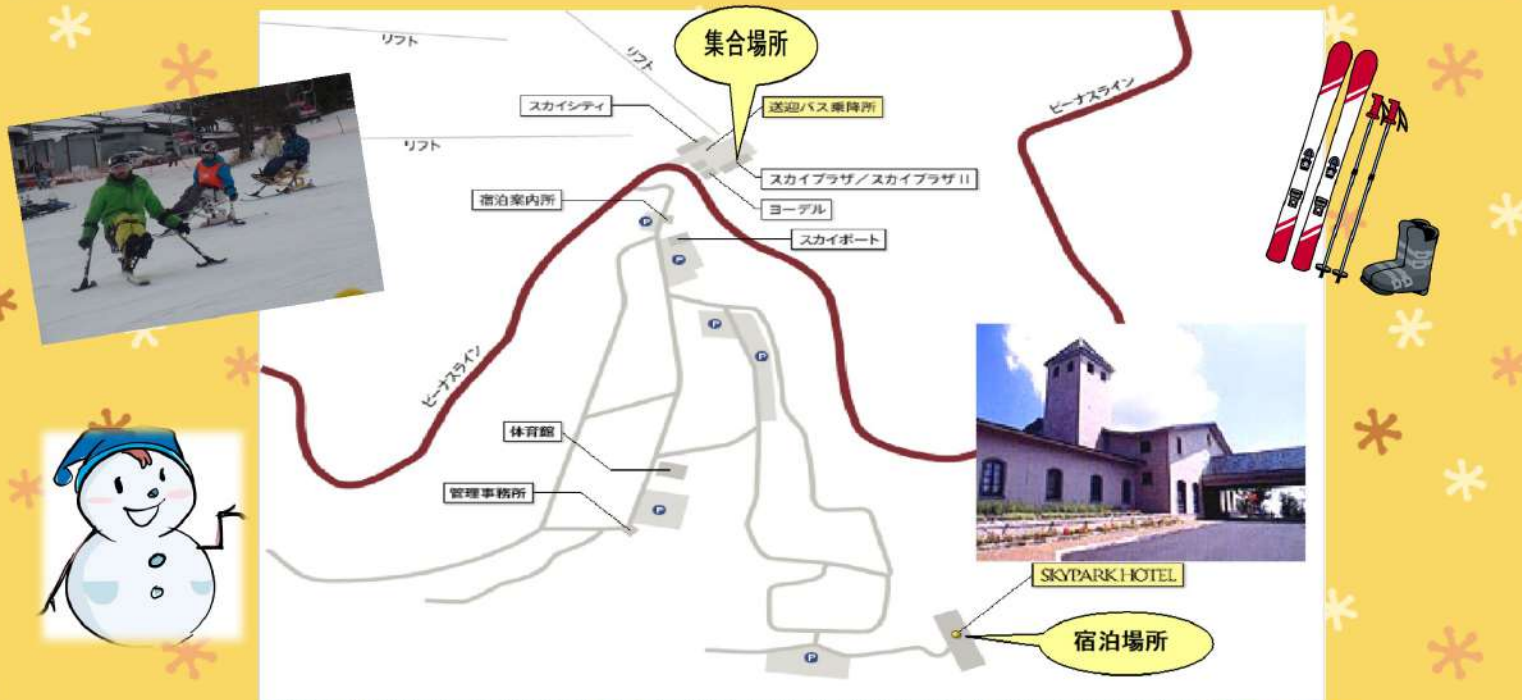 リフト
リフト
集合場所
ビーナスライン
スカイシティ
送迎バス乗降所
リフト
スカイプラザ／スカイプラザⅡ
宿泊案内所
ヨーデル
P
スカイポート
P
P
P
ビーナスライン
体育館
管理事務所
P
SKYPARK HOTEL
宿泊場所
P